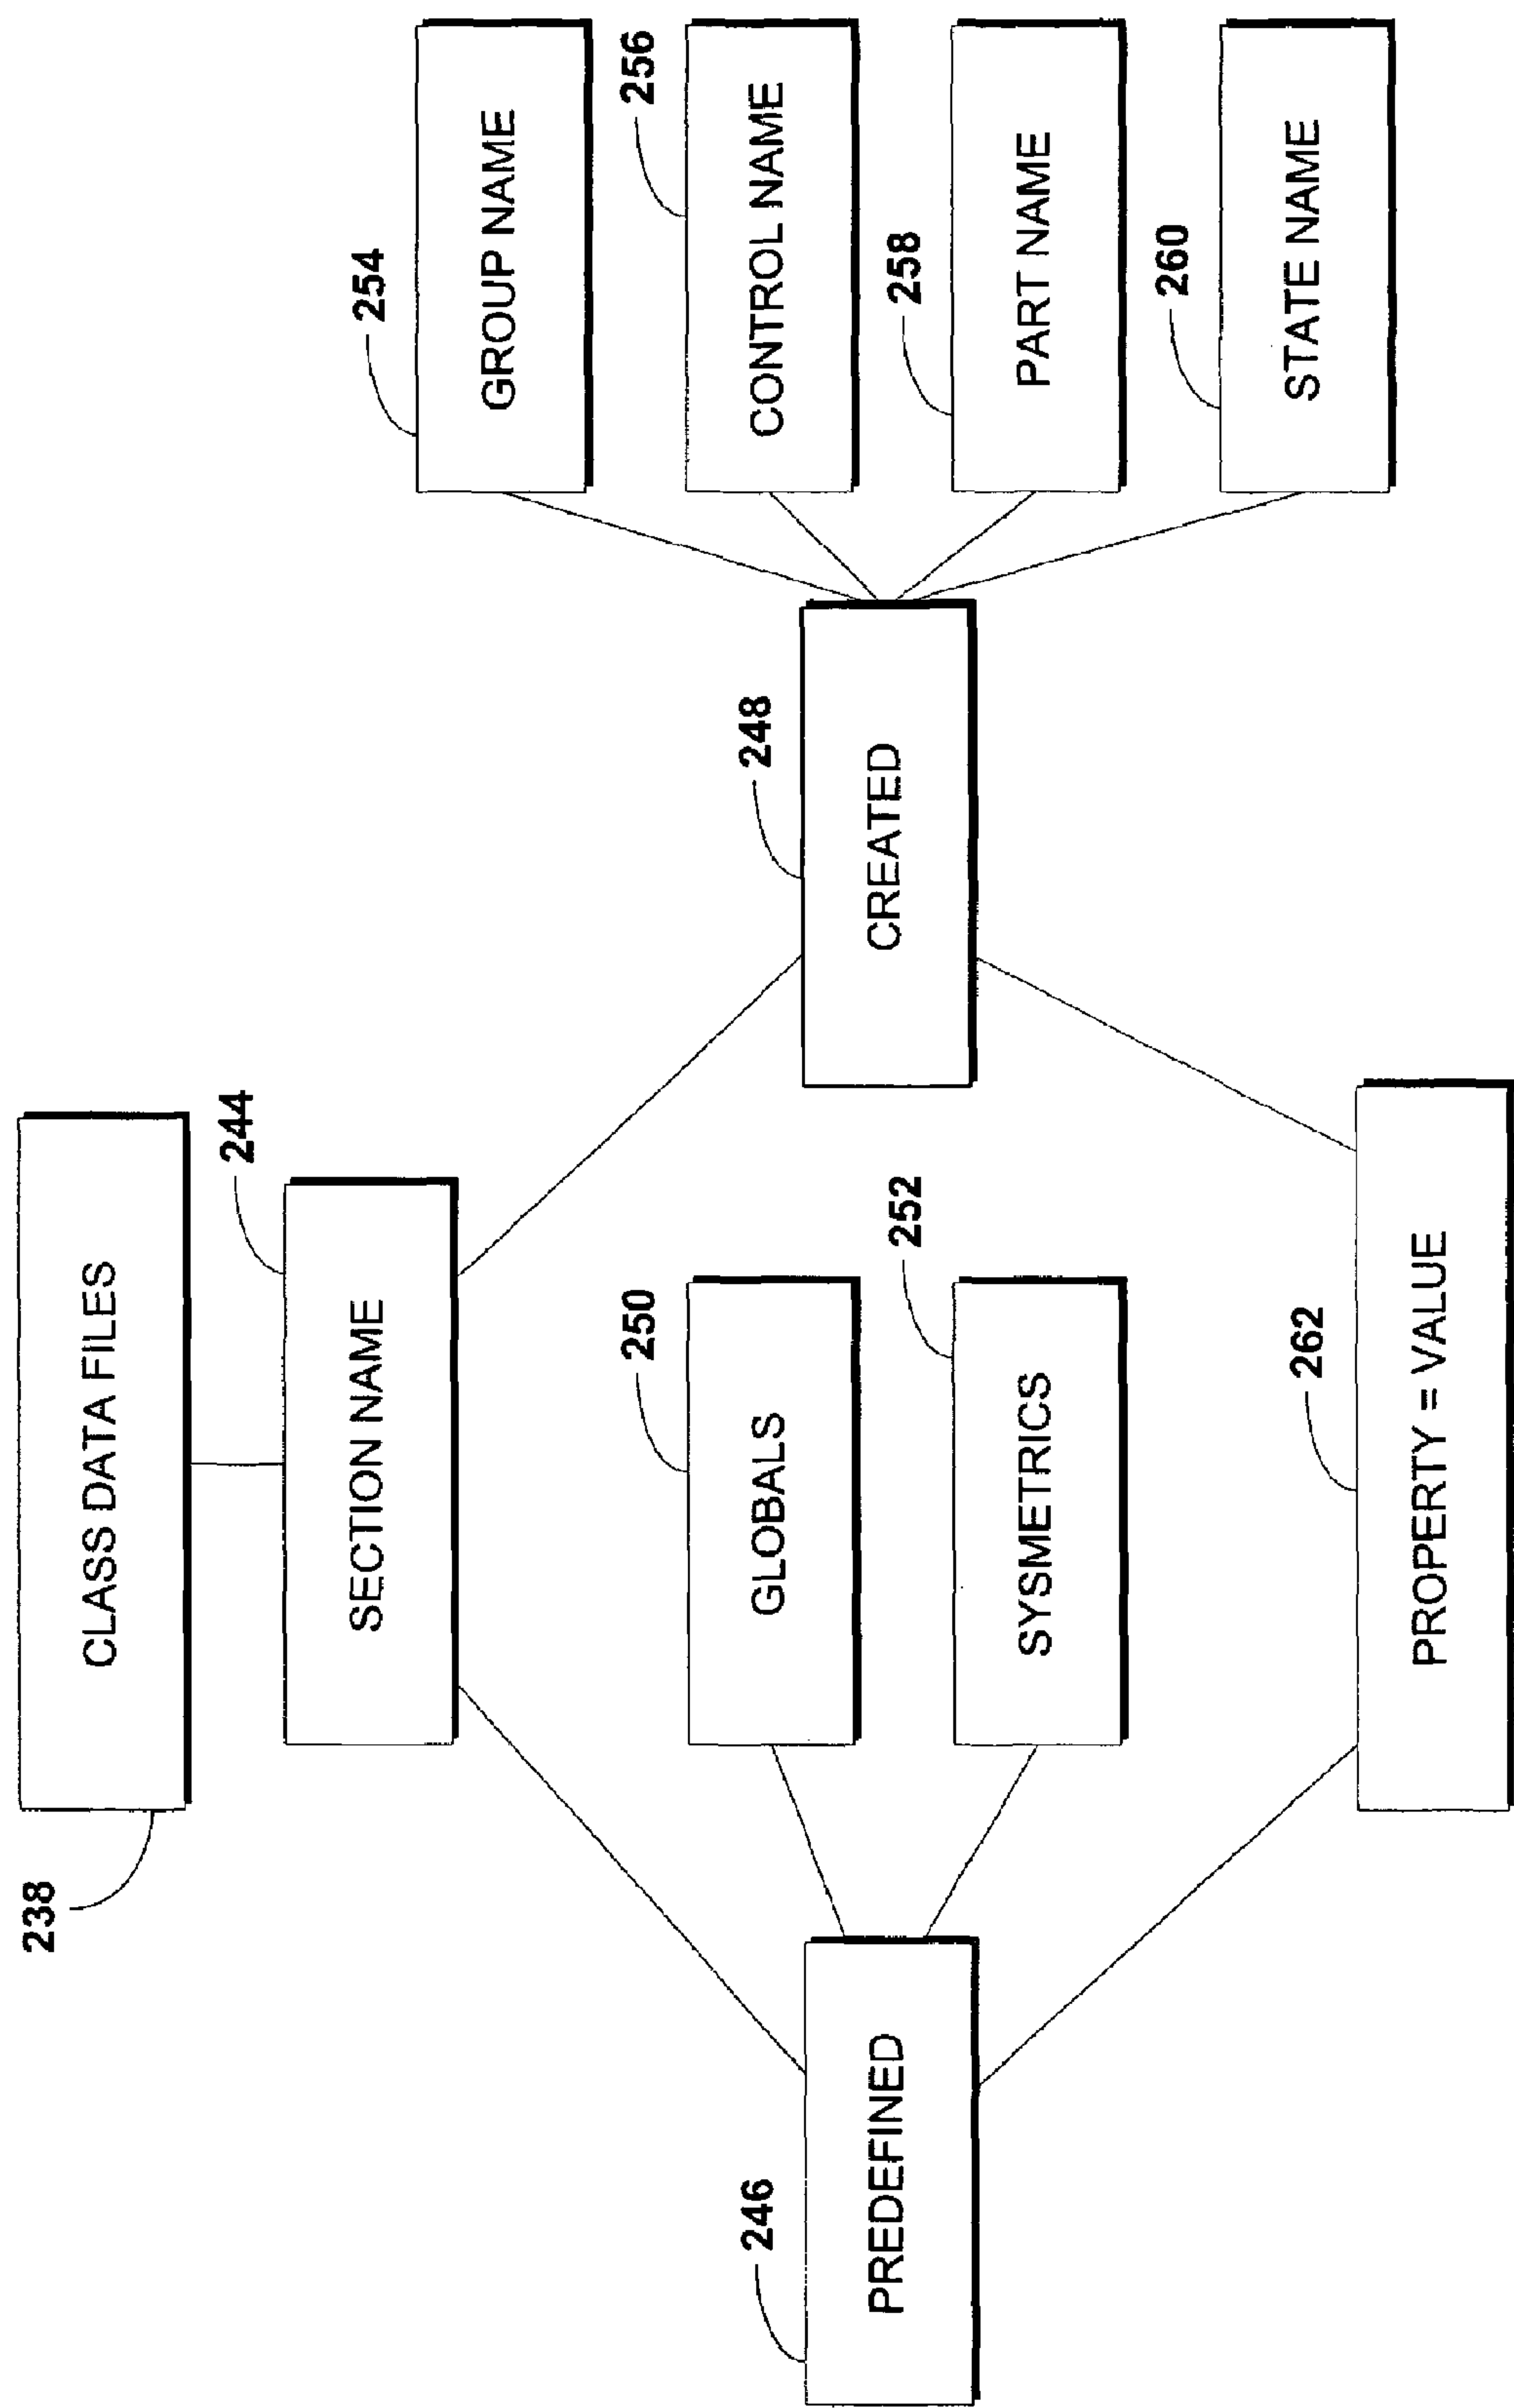 238
CLASS DATA FILES
244
SECTION NAME
246
PREDEFINED
250
GLOBALS
252
SYSMETRICS
248
CREATED
254
GROUP NAME
256
CONTROL NAME
258
PART NAME
260
STATE NAME
262
PROPERTY = VALUE